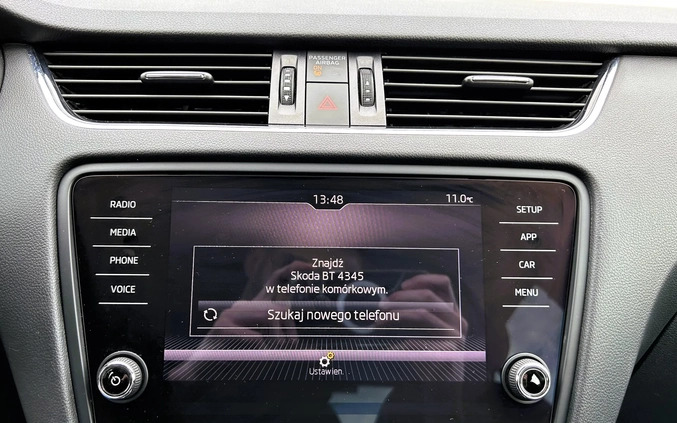 PASSENGER
AIRBAG
RADIO
MEDIA
PHONE
VOICE
13:48
11.0°C
Znajdź
Skoda BT 4345
w telefonie komórkowym.
Szukaj nowego telefonu
Ustawien.
SETUP
APP
CAR
MENU